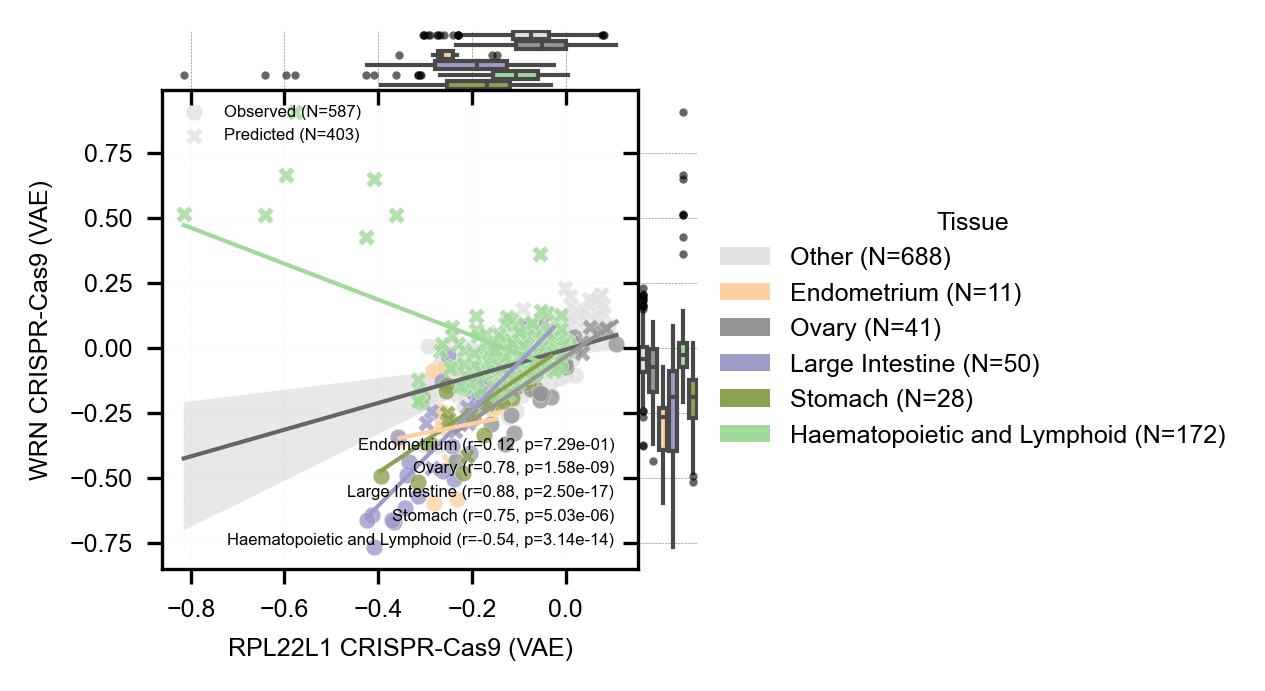 Observed (N=587)
Predicted (N=403)
0.75
0.50
0.25
0.00
−0.25
−0.50
−0.75
WRN CRISPR-Cas9 (VAE)
Endometrium (r=0.12, p=7.29e-01)
Ovary (r=0.78, p=1.58e-09)
Large Intestine (r=0.88, p=2.50e-17)
Stomach (r=0.75, p=5.03e-06)
Haematopoietic and Lymphoid (r=-0.54, p=3.14e-14)
−0.8 −0.6 −0.4 −0.2 0.0
RPL22L1 CRISPR-Cas9 (VAE)
Tissue
Other (N=688)
Endometrium (N=11)
Ovary (N=41)
Large Intestine (N=50)
Stomach (N=28)
Haematopoietic and Lymphoid (N=172)